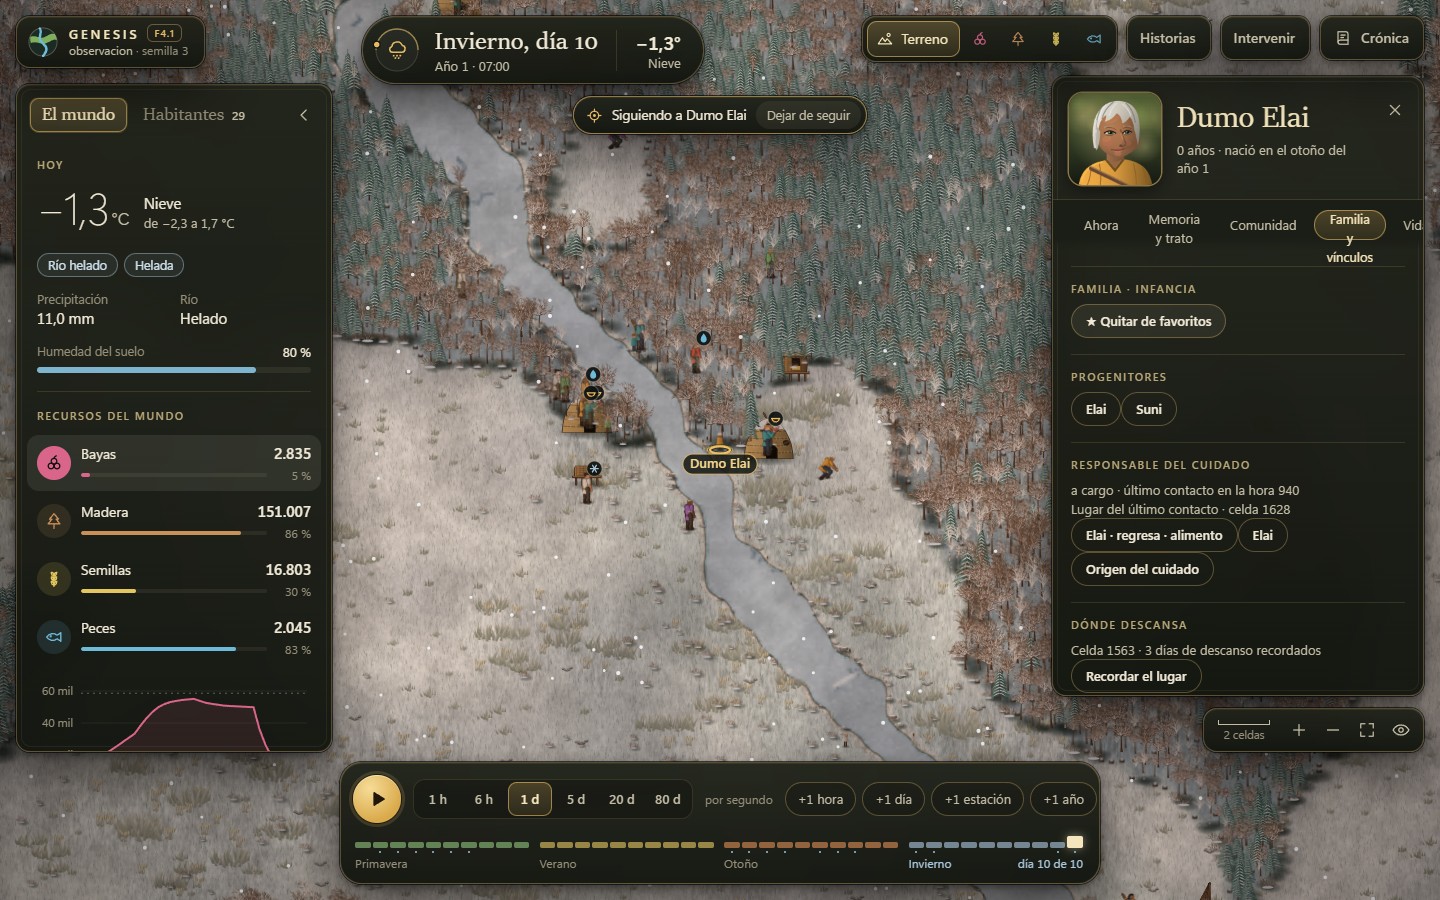 GENESIS F4.1
observacion · semilla 3
Invierno, día 10
Año 1 · 07:00
−1,3°
Nieve
Terreno
Historias
Intervenir
Crónica
Siguiendo a Dumo Elai
Dejar de seguir
El mundo
Habitantes 29
HOY
−1,3 °C
Nieve
de −2,3 a 1,7 °C
Río helado
Helada
Precipitación
11,0 mm
Río
Helado
Humedad del suelo
80 %
RECURSOS DEL MUNDO
Bayas
2.835
5 %
Madera
151.007
86 %
Semillas
16.803
30 %
Peces
2.045
83 %
60 mil
40 mil
Dumo Elai
Dumo Elai
0 años · nació en el otoño del
año 1
Ahora
Memoria
y trato
Comunidad
Familia
y
vínculos
FAMILIA · INFANCIA
★ Quitar de favoritos
PROGENITORES
Elai
Suni
RESPONSABLE DEL CUIDADO
a cargo · último contacto en la hora 940
Lugar del último contacto · celda 1628
Elai · regresa · alimento
Elai
Origen del cuidado
DÓNDE DESCANSA
Celda 1563 · 3 días de descanso recordados
Recordar el lugar
2 celdas
1 h
6 h
1 d
5 d
20 d
80 d
por segundo
+1 hora
+1 día
+1 estación
+1 año
Primavera
Verano
Otoño
Invierno
día 10 de 10